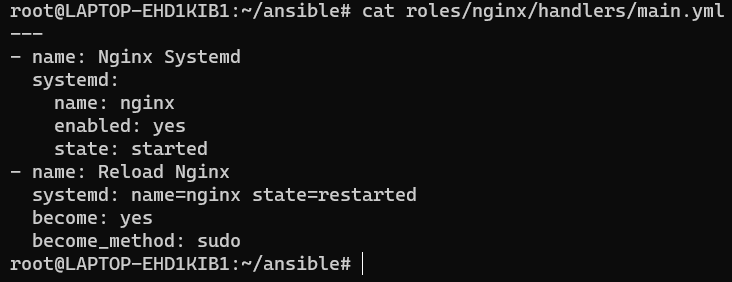 root@LAPTOP-EHD1KIB1:~/ansible# cat roles/nginx/handlers/main.yml
---
- name: Nginx Systemd
  systemd:
    name: nginx
    enabled: yes
    state: started
- name: Reload Nginx
  systemd: name=nginx state=restarted
  become: yes
  become_method: sudo
root@LAPTOP-EHD1KIB1:~/ansible#